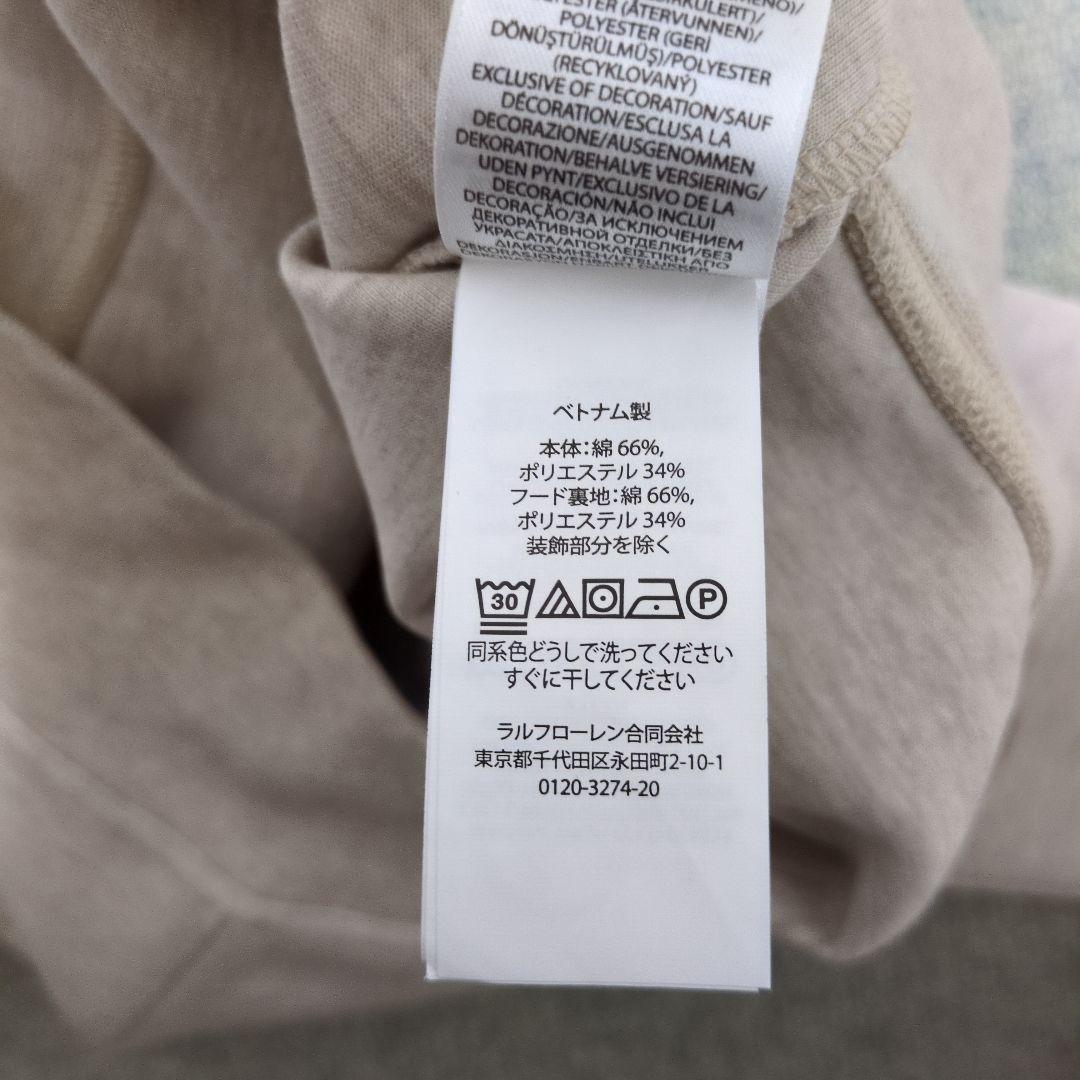 POLYESTER (ÅTERVUNNEN)/
POLYESTER (GERİ
DÖNÜŞTÜRÜLMÜŞ)/POLYESTER
(RECYKLOVANÝ)
EXCLUSIVE OF DECORATION/SAUF
DÉCORATION/ESCLUSA LA
DECORAZIONE/AUSGENOMMEN
DEKORATION/BEHALVE VERSIERING/
UDEN PYNT/EXCLUSIVO DE LA
DECORACIÓN/NÃO INCLUI
DECORAÇÃO/ЗА ИСКЛЮЧЕНИЕМ
ДЕКОРАТИВНОЙ ОТДЕЛКИ/БЕЗ
УКРАСАТА/ΑΠΟΚΛΕΙΣΤΙΚΗ ΑΠΟ
ΔΙΑΚΟΣΜΗΣΗ/UTELUKKER
ベトナム製
本体：綿 66%,
ポリエステル 34%
フード裏地：綿 66%,
ポリエステル 34%
装飾部分を除く
30 P
同系色どうしで洗ってください
すぐに干してください
ラルフローレン合同会社
東京都千代田区永田町2-10-1
0120-3274-20